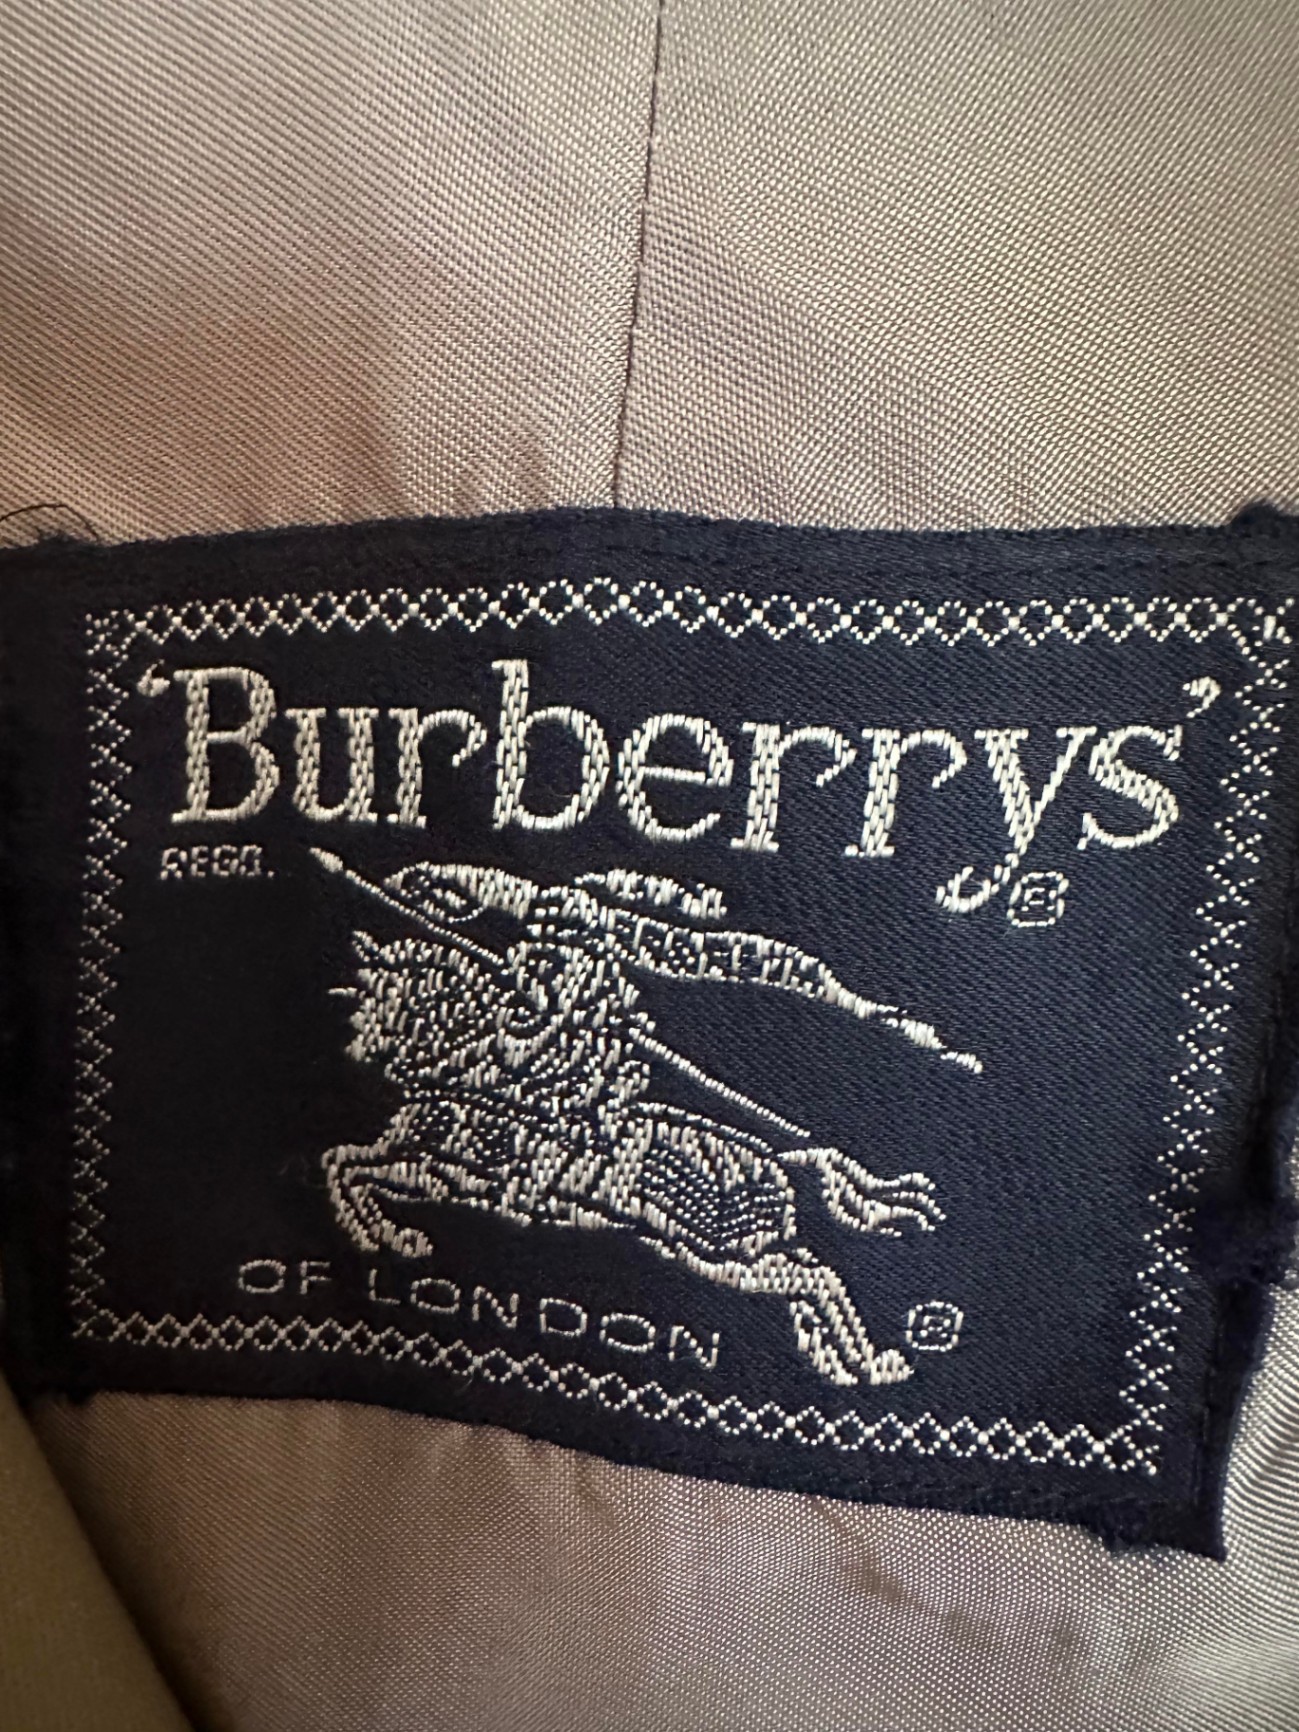 'Burberrys'
REGD. ®
OF LONDON ®